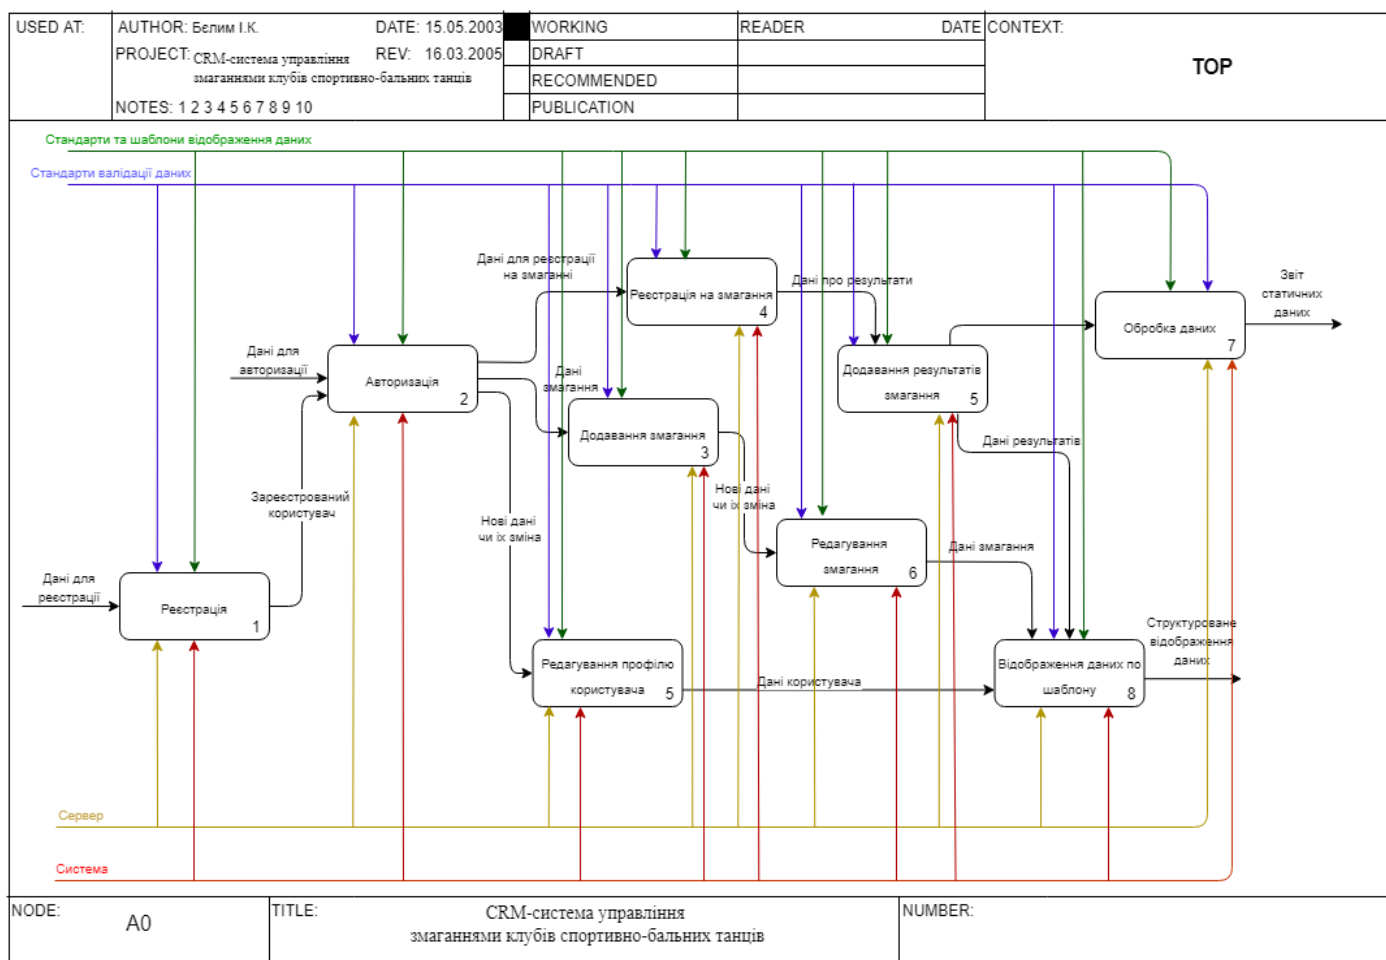 USED AT:
AUTHOR: Бєлим І.К.
DATE: 15.05.2003
PROJECT: CRM-система управління
змаганнями клубів спортивно-бальних танців
REV: 16.03.2005
NOTES: 1 2 3 4 5 6 7 8 9 10
WORKING
DRAFT
RECOMMENDED
PUBLICATION
READER
DATE
CONTEXT:
TOP
Стандарти та шаблони відображення даних
Стандарти валідації даних
Дані для реєстрації
на змаганні
Реєстрація на змагання
4
Дані про результати
Звіт
статичних
даних
Обробка даних
7
Дані для
авторизації
Авторизація
2
Дані
змагання
Додавання результатів
змагання
5
Додавання змагання
3
Дані результатів
Зареєстрований
користувач
Нові дані
чи їх зміна
Нові дані
чи їх зміна
Редагування
змагання
6
Дані змагання
Дані для
реєстрації
Реєстрація
1
Редагування профілю
користувача
5
Дані користувача
Відображення даних по
шаблону
8
Структуроване
відображення
даних
Сервер
Система
NODE:
A0
TITLE:
CRM-система управління
змаганнями клубів спортивно-бальних танців
NUMBER: